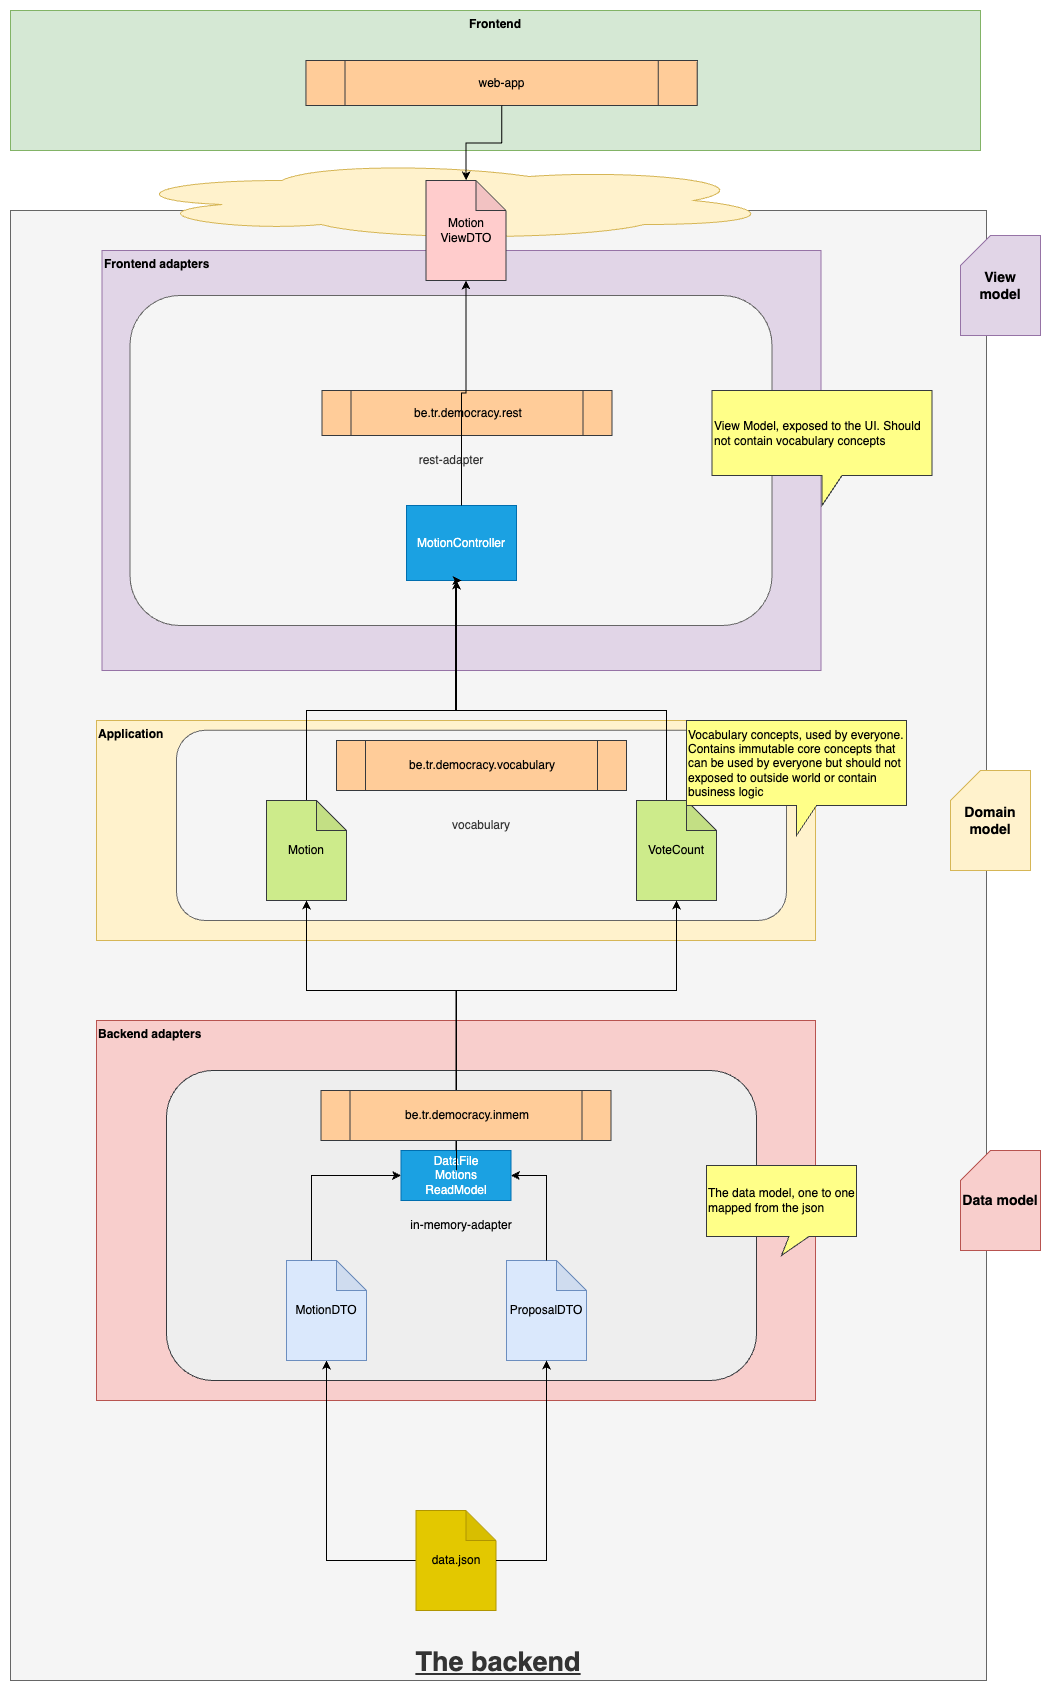 Frontend
web-app
Motion
ViewDTO
Frontend adapters
View
model
be.tr.democracy.rest
View Model, exposed to the UI. Should
not contain vocabulary concepts
rest-adapter
MotionController
Application
Vocabulary concepts, used by everyone.
Contains immutable core concepts that
can be used by everyone but should not
exposed to outside world or contain
business logic
be.tr.democracy.vocabulary
Domain
model
vocabulary
Motion
VoteCount
Backend adapters
be.tr.democracy.inmem
DataFile
Motions
ReadModel
The data model, one to one
mapped from the json
Data model
in-memory-adapter
MotionDTO
ProposalDTO
data.json
The backend